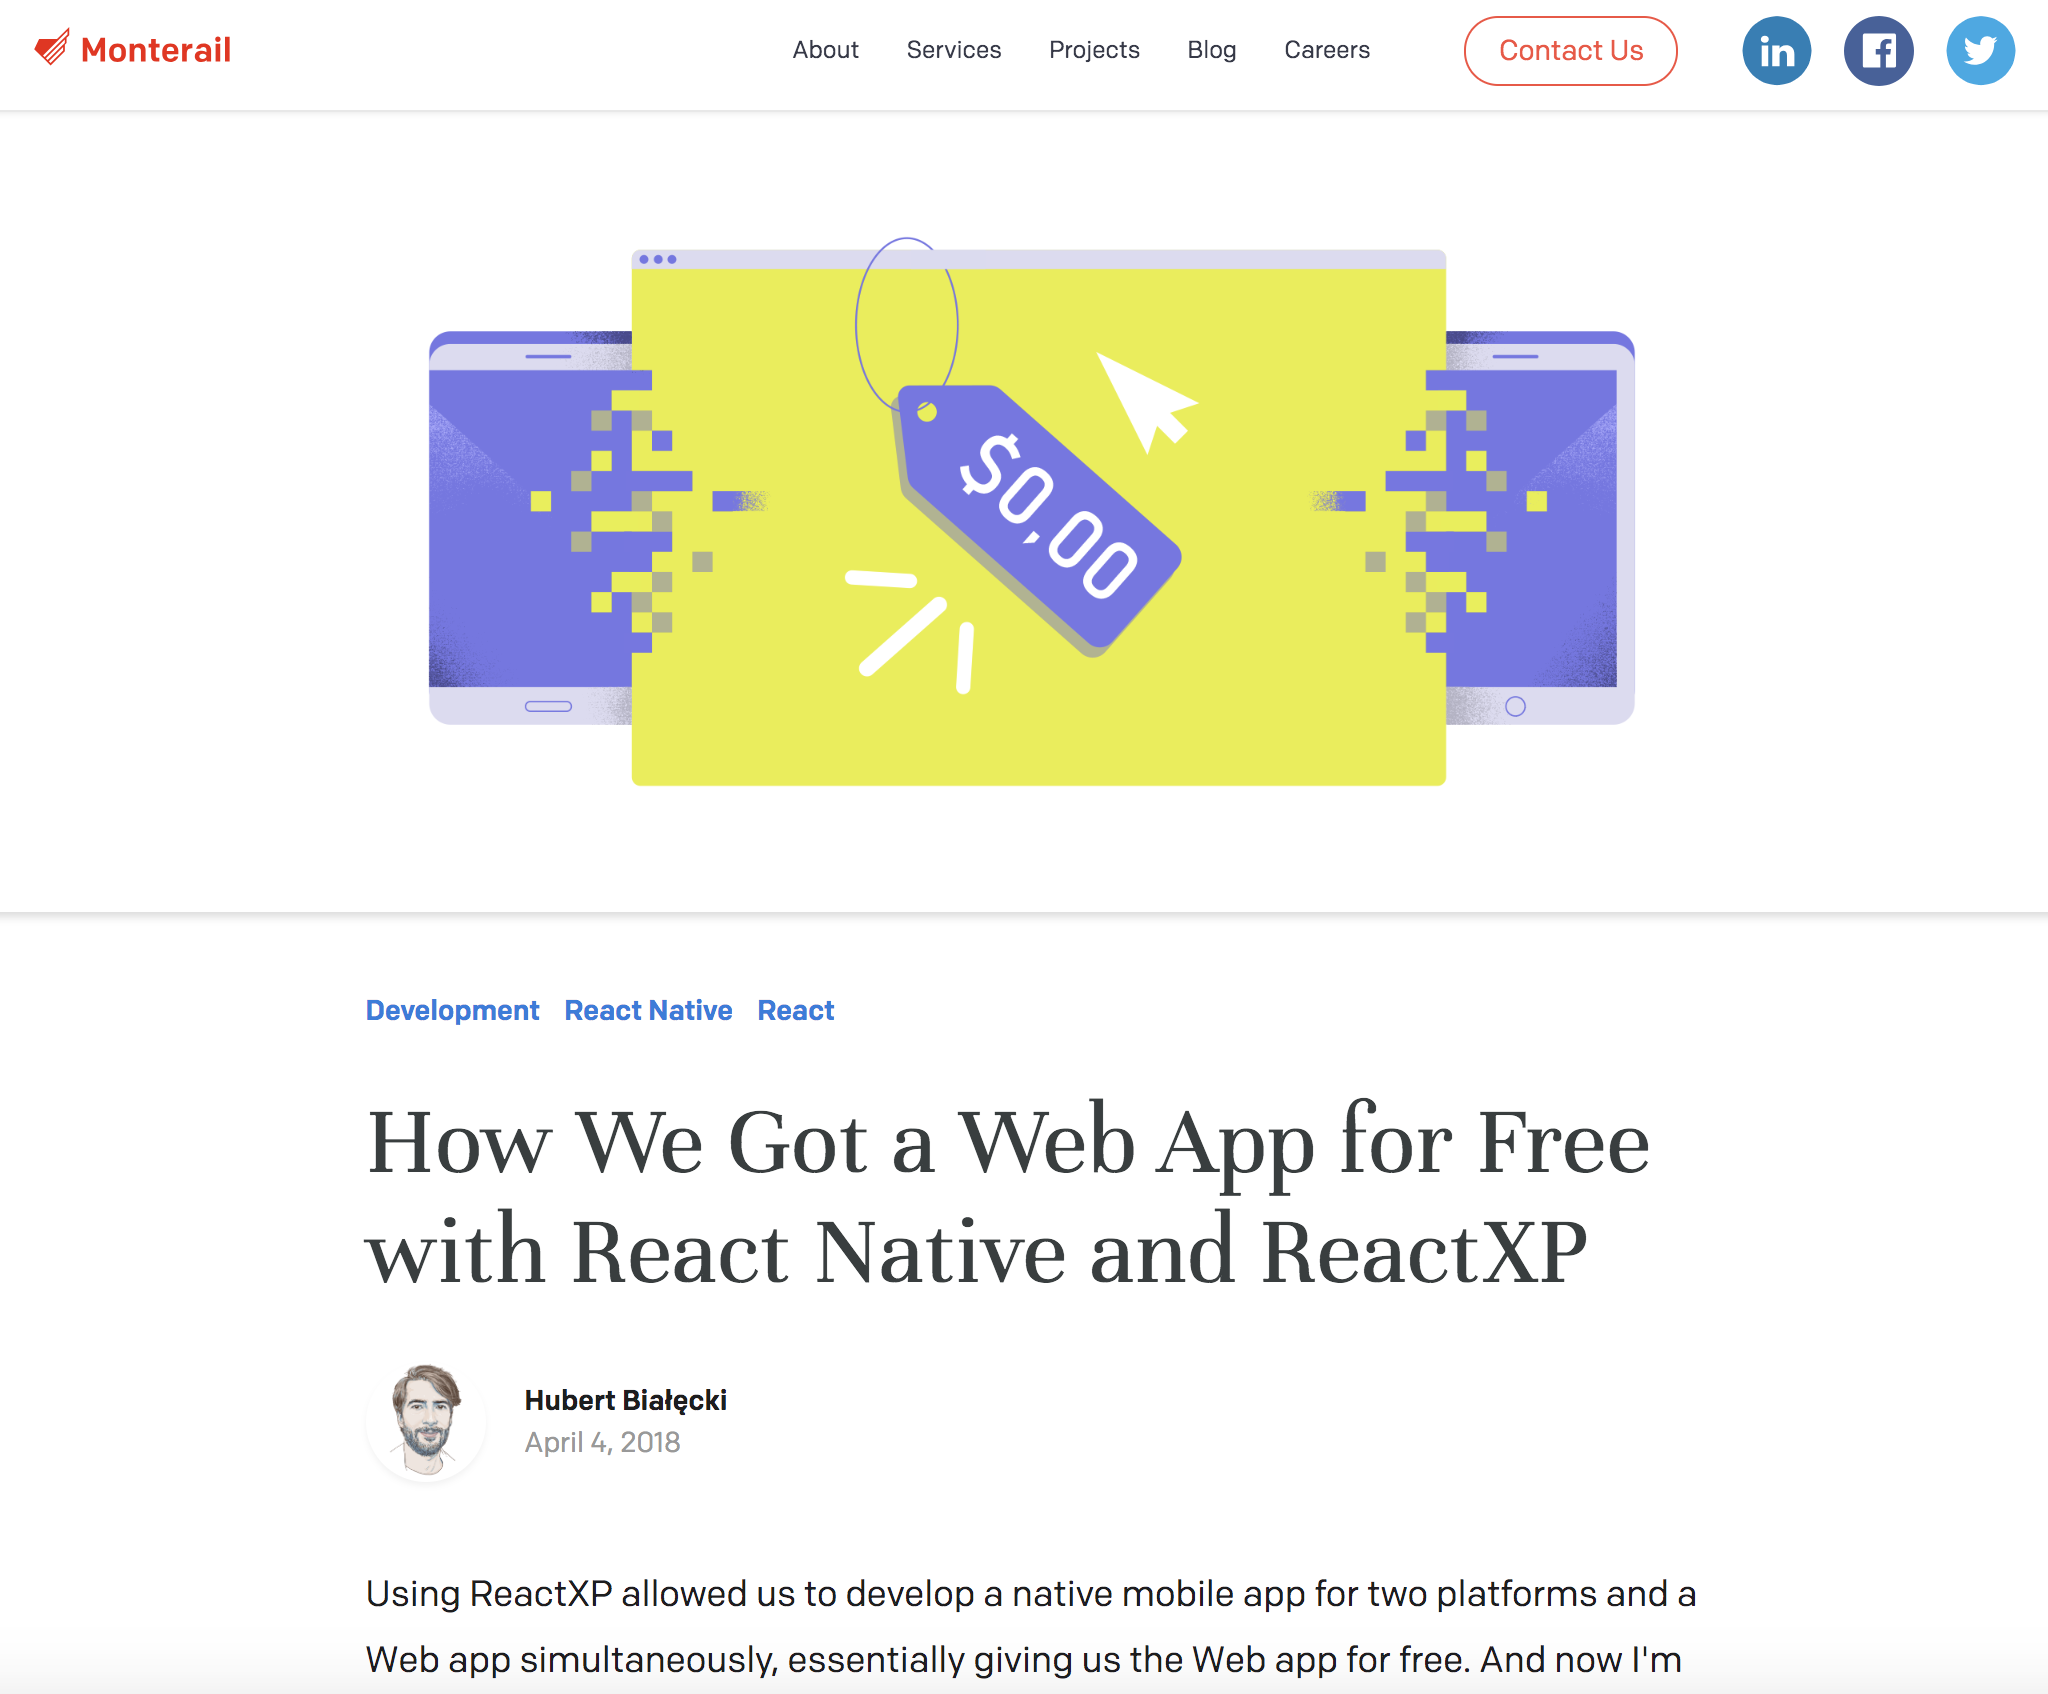 Monterail
About Services Projects Blog Careers Contact Us
$0,00
Development React Native React
How We Got a Web App for Free
with React Native and ReactXP
Hubert Białęcki
April 4, 2018
Using ReactXP allowed us to develop a native mobile app for two platforms and a
Web app simultaneously, essentially giving us the Web app for free. And now I'm